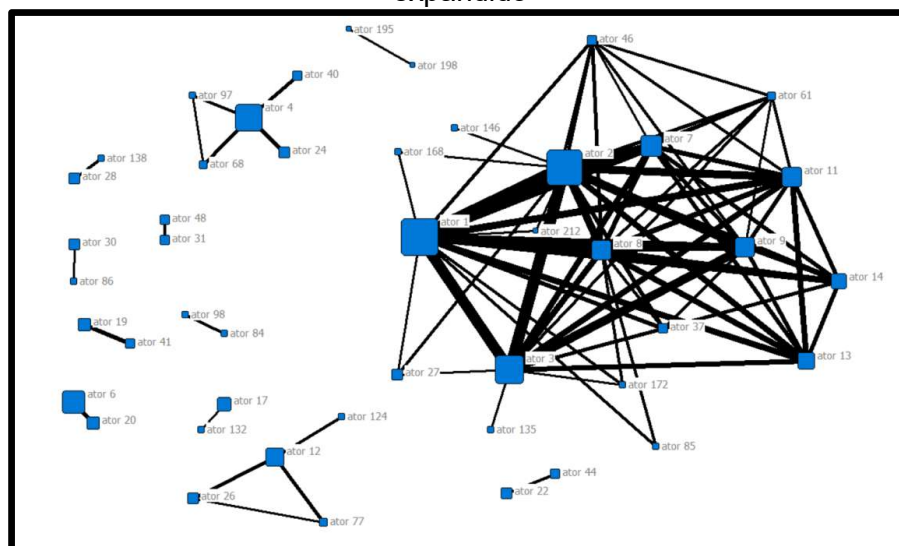 expandido
ator 195
ator 198
ator 46
ator 40
ator 97
ator 4
ator 61
ator 146
ator 7
ator 168
ator 2
ator 24
ator 68
ator 138
ator 28
ator 11
ator 48
ator 1
ator 212
ator 31
ator 30
ator 8
ator 9
ator 86
ator 14
ator 98
ator 19
ator 84
ator 37
ator 41
ator 3
ator 13
ator 27
ator 172
ator 6
ator 17
ator 20
ator 124
ator 132
ator 135
ator 85
ator 12
ator 44
ator 26
ator 22
ator 77